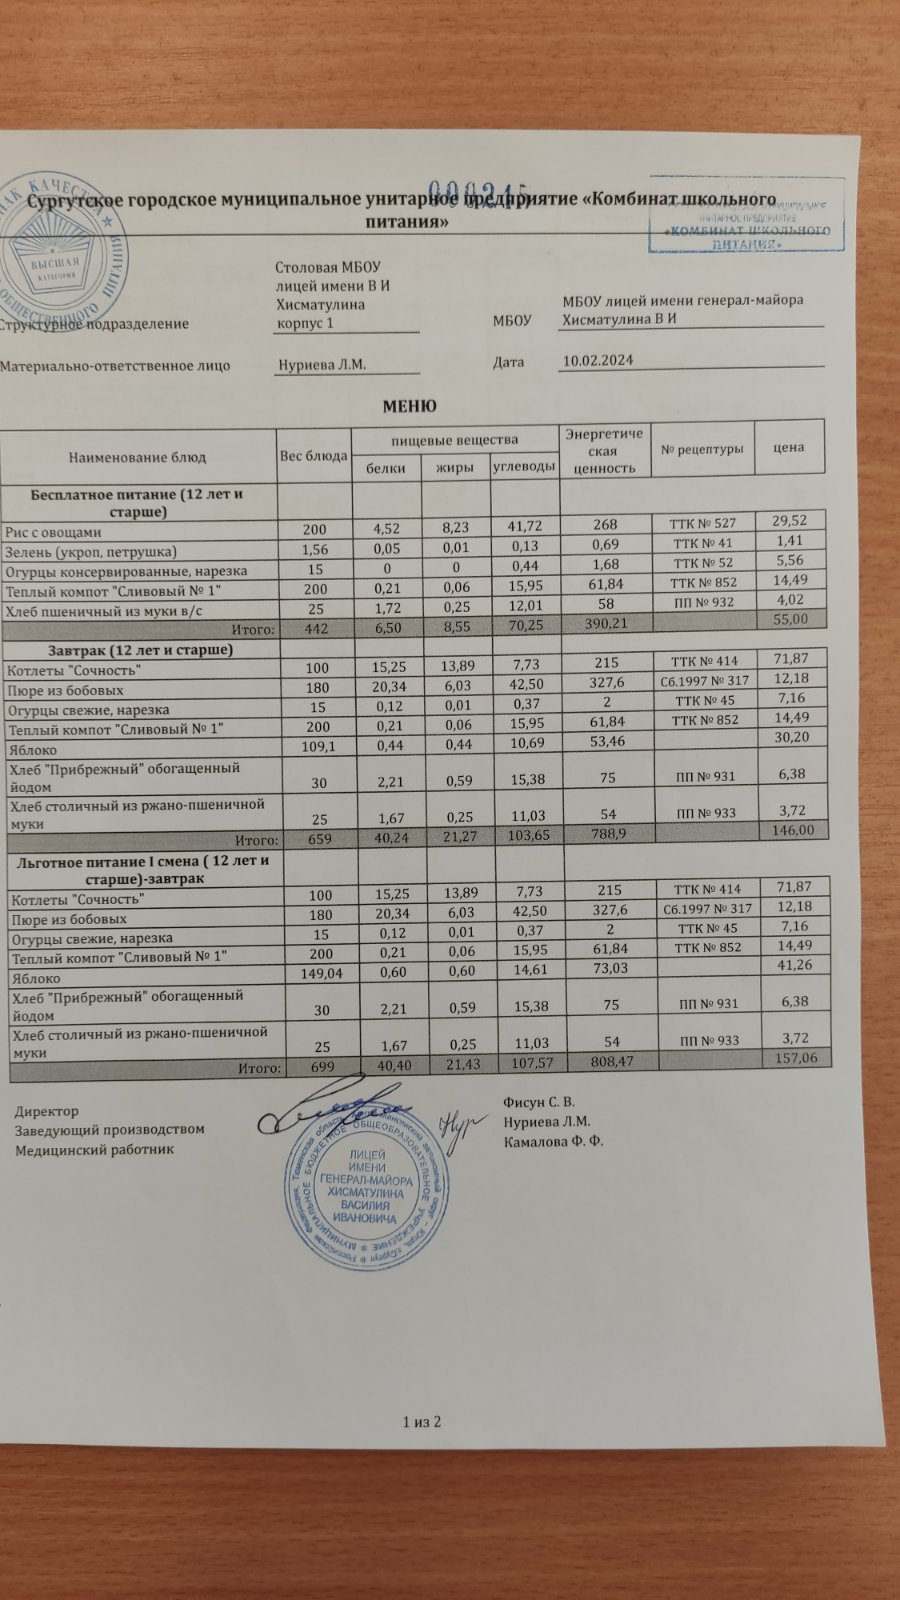 ЗНАК КАЧЕСТВА
ВЫСШАЯ
КАТЕГОРИЯ
ОБЩЕСТВЕННОГО ПИТАНИЯ
000245
Сургутское городское муниципальное унитарное предприятие «Комбинат школьного
питания»
УНИТАРНОЕ ПРЕДПРИЯТИЕ
«КОМБИНАТ ШКОЛЬНОГО
ПИТАНИЯ»
Столовая МБОУ
лицей имени В И
Хисматулина
Структурное подразделение корпус 1 МБОУ МБОУ лицей имени генерал-майора
Хисматулина В И
Материально-ответственное лицо Нуриева Л.М. Дата 10.02.2024
МЕНЮ
Наименование блюд Вес блюда пищевые вещества Энергетиче
ская
ценность № рецептуры цена
белки жиры углеводы
Бесплатное питание (12 лет и
старше)
Рис с овощами 200 4,52 8,23 41,72 268 ТТК № 527 29,52
Зелень (укроп, петрушка) 1,56 0,05 0,01 0,13 0,69 ТТК № 41 1,41
Огурцы консервированные, нарезка 15 0 0 0,44 1,68 ТТК № 52 5,56
Теплый компот "Сливовый № 1" 200 0,21 0,06 15,95 61,84 ТТК № 852 14,49
Хлеб пшеничный из муки в/с 25 1,72 0,25 12,01 58 ПП № 932 4,02
Итого: 442 6,50 8,55 70,25 390,21 55,00
Завтрак (12 лет и старше)
Котлеты "Сочность" 100 15,25 13,89 7,73 215 ТТК № 414 71,87
Пюре из бобовых 180 20,34 6,03 42,50 327,6 Сб.1997 № 317 12,18
Огурцы свежие, нарезка 15 0,12 0,01 0,37 2 ТТК № 45 7,16
Теплый компот "Сливовый № 1" 200 0,21 0,06 15,95 61,84 ТТК № 852 14,49
Яблоко 109,1 0,44 0,44 10,69 53,46 30,20
Хлеб "Прибрежный" обогащенный
йодом 30 2,21 0,59 15,38 75 ПП № 931 6,38
Хлеб столичный из ржано-пшеничной
муки 25 1,67 0,25 11,03 54 ПП № 933 3,72
Итого: 659 40,24 21,27 103,65 788,9 146,00
Льготное питание I смена ( 12 лет и
старше)-завтрак
Котлеты "Сочность" 100 15,25 13,89 7,73 215 ТТК № 414 71,87
Пюре из бобовых 180 20,34 6,03 42,50 327,6 Сб.1997 № 317 12,18
Огурцы свежие, нарезка 15 0,12 0,01 0,37 2 ТТК № 45 7,16
Теплый компот "Сливовый № 1" 200 0,21 0,06 15,95 61,84 ТТК № 852 14,49
Яблоко 149,04 0,60 0,60 14,61 73,03 41,26
Хлеб "Прибрежный" обогащенный
йодом 30 2,21 0,59 15,38 75 ПП № 931 6,38
Хлеб столичный из ржано-пшеничной
муки 25 1,67 0,25 11,03 54 ПП № 933 3,72
Итого: 699 40,40 21,43 107,57 808,47 157,06
Директор Фисун С. В.
Заведующий производством Нуриева Л.М.
Медицинский работник Камалова Ф. Ф.
МУНИЦИПАЛЬНОЕ БЮДЖЕТНОЕ ОБЩЕОБРАЗОВАТЕЛЬНОЕ УЧРЕЖДЕНИЕ
ЛИЦЕЙ
ИМЕНИ
ГЕНЕРАЛ-МАЙОРА
ХИСМАТУЛИНА
ВАСИЛИЯ
ИВАНОВИЧА
1 из 2